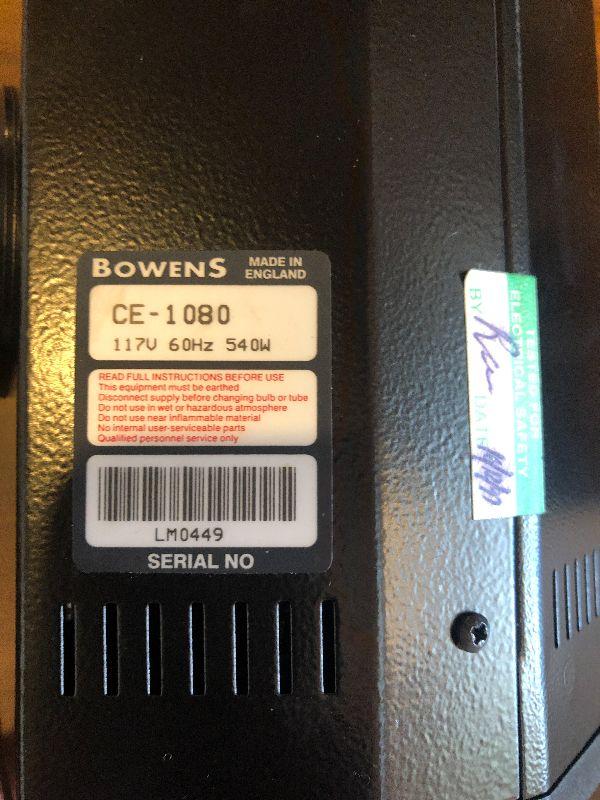 BOWENS MADE IN
ENGLAND
CE-1080
117V 60Hz 540W
READ FULL INSTRUCTIONS BEFORE USE
This equipment must be earthed
Disconnect supply before changing bulb or tube
Do not use in wet or hazardous atmosphere
Do not use near inflammable material
No internal user-serviceable parts
Qualified personnel service only
LM0449
SERIAL NO
TESTED FOR
ELECTRICAL SAFETY
BY DATE